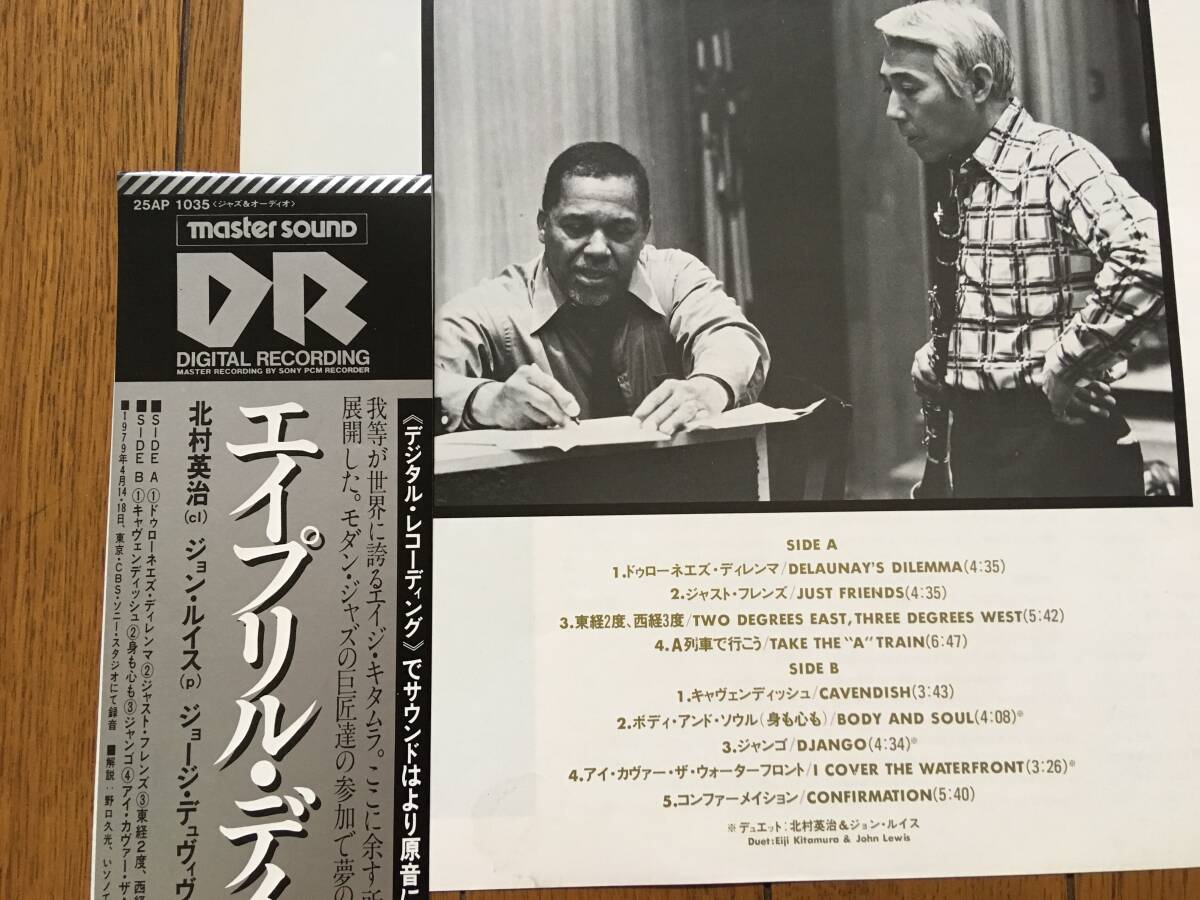 25AP 1035〈ジャズ&オーディオ〉
master sound
DR
DIGITAL RECORDING
MASTER RECORDING BY SONY PCM RECORDER
《デジタル・レコーディング》でサウンドはより原音に
我等が世界に誇るエイジ・キタムラ。ここに余す所
展開した。モダン・ジャズの巨匠達の参加で夢の
エイプリル・デイ
北村英治(cl) ジョン・ルイス(p) ジョージ・デュヴィヴ
■SIDE A ①ドゥローネエズ・ディレンマ②ジャスト・フレンズ③東経2度、西経
■SIDE B ①キャヴェンディッシュ②身も心も③ジャンゴ④アイ・カヴァー・ザ・
■1979年4月14・18日、東京・CBS・ソニー・スタジオにて録音 ■解説：野口久光、いソノて
SIDE A
1.ドゥローネエズ・ディレンマ/DELAUNAY'S DILEMMA(4:35)
2.ジャスト・フレンズ/JUST FRIENDS(4:35)
3.東経2度、西経3度/TWO DEGREES EAST, THREE DEGREES WEST(5:42)
4.A列車で行こう/TAKE THE "A" TRAIN(6:47)
SIDE B
1.キャヴェンディッシュ/CAVENDISH(3:43)
2.ボディ・アンド・ソウル(身も心も)/BODY AND SOUL(4:08)※
3.ジャンゴ/DJANGO(4:34)※
4.アイ・カヴァー・ザ・ウォーターフロント/I COVER THE WATERFRONT(3:26)※
5.コンファーメイション/CONFIRMATION(5:40)
※デュエット:北村英治&ジョン・ルイス
Duet:Eiji Kitamura & John Lewis